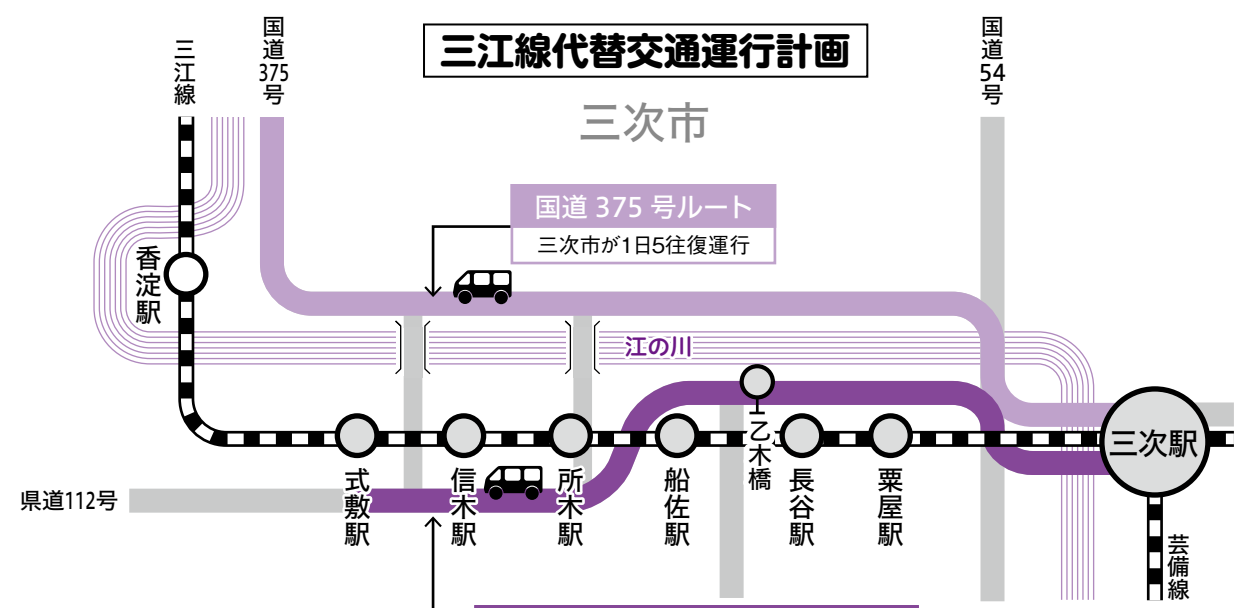 三江線代替交通運行計画
三次市
三江線
国道375号
国道54号
国道 375 号ルート
三次市が1日5往復運行
香淀駅
江の川
県道112号
式敷駅
信木駅
所木駅
船佐駅
乙木橋
長谷駅
粟屋駅
三次駅
芸備線